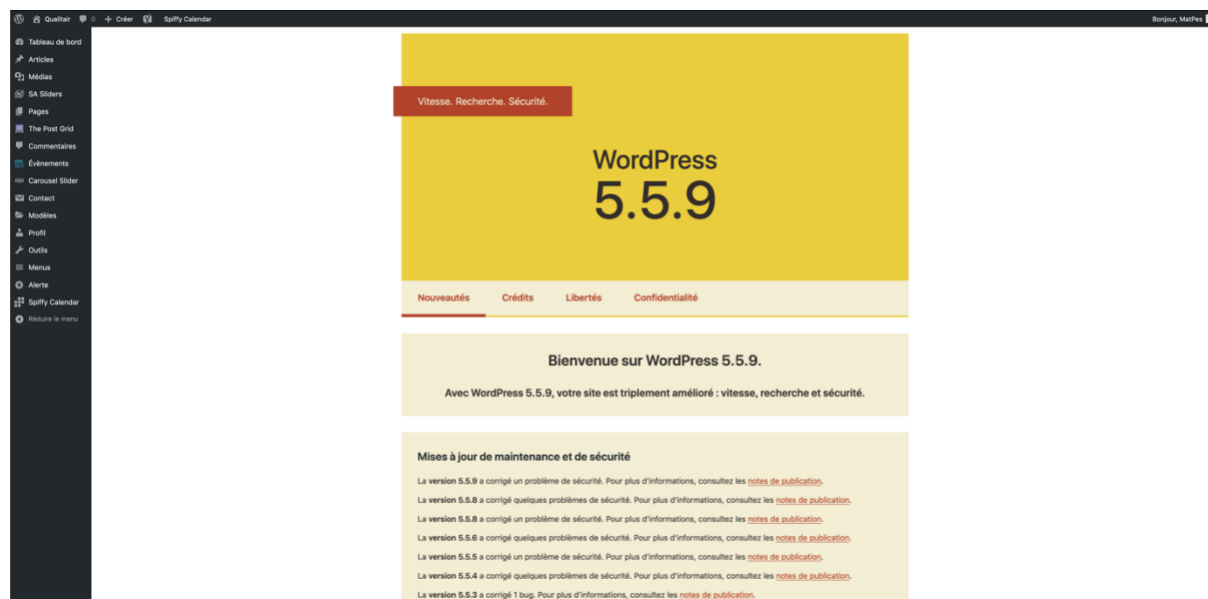 Qualitair 0 + Créer Spiffy Calendar Bonjour, MatPes
Tableau de bord
Articles
Médias
SA Sliders
Pages
The Post Grid
Commentaires
Évènements
Carousel Slider
Contact
Modèles
Profil
Outils
Menus
Alerte
Spiffy Calendar
Réduire le menu
Vitesse. Recherche. Sécurité.
WordPress
5.5.9
Nouveautés Crédits Libertés Confidentialité
Bienvenue sur WordPress 5.5.9.
Avec WordPress 5.5.9, votre site est triplement amélioré : vitesse, recherche et sécurité.
Mises à jour de maintenance et de sécurité
La version 5.5.9 a corrigé un problème de sécurité. Pour plus d'informations, consultez les notes de publication.
La version 5.5.8 a corrigé quelques problèmes de sécurité. Pour plus d'informations, consultez les notes de publication.
La version 5.5.8 a corrigé un problème de sécurité. Pour plus d'informations, consultez les notes de publication.
La version 5.5.6 a corrigé quelques problèmes de sécurité. Pour plus d'informations, consultez les notes de publication.
La version 5.5.5 a corrigé un problème de sécurité. Pour plus d'informations, consultez les notes de publication.
La version 5.5.4 a corrigé quelques problèmes de sécurité. Pour plus d'informations, consultez les notes de publication.
La version 5.5.3 a corrigé 1 bug. Pour plus d'informations, consultez les notes de publication.